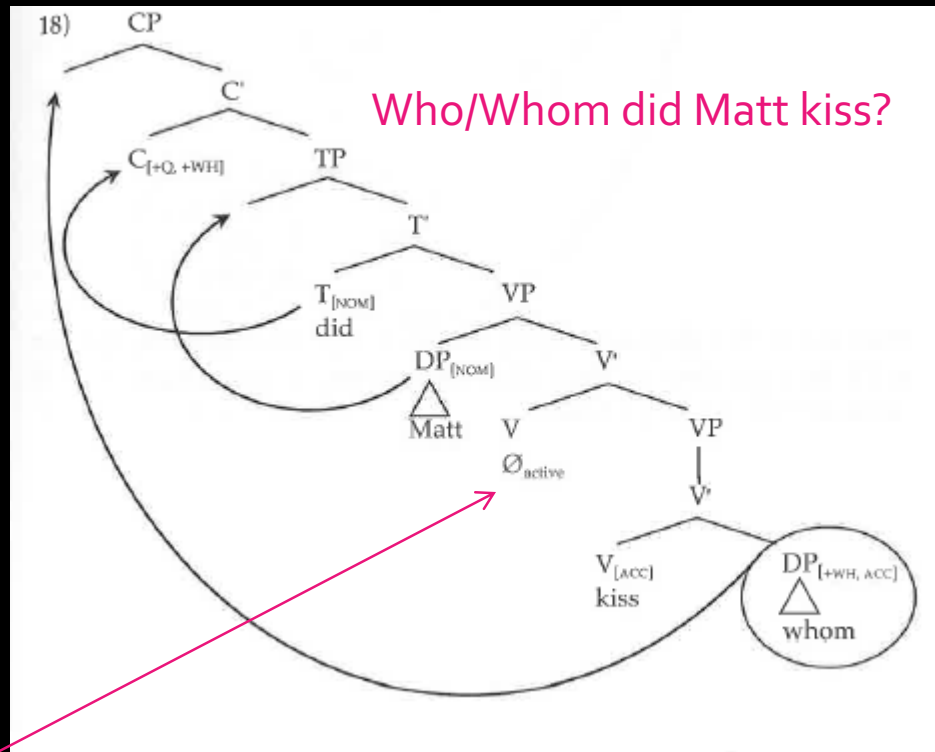 18) CP
C'
Who/Whom did Matt kiss?
C[+Q, +WH] TP
T'
T[NOM] VP
did
DP[NOM] V'
Matt V VP
Øactive
V'
V[ACC] DP[+WH, ACC]
kiss
whom